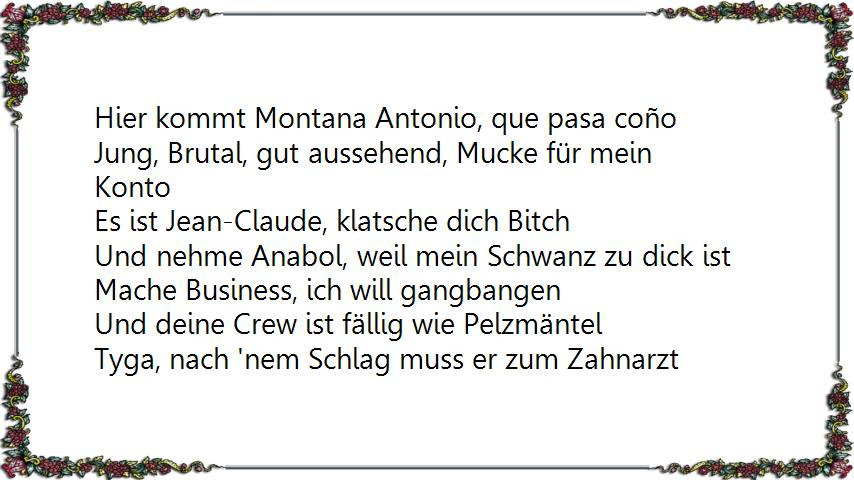 Hier kommt Montana Antonio, que pasa coño
Jung, Brutal, gut aussehend, Mucke für mein
Konto
Es ist Jean-Claude, klatsche dich Bitch
Und nehme Anabol, weil mein Schwanz zu dick ist
Mache Business, ich will gangbangen
Und deine Crew ist fällig wie Pelzmäntel
Tyga, nach 'nem Schlag muss er zum Zahnarzt